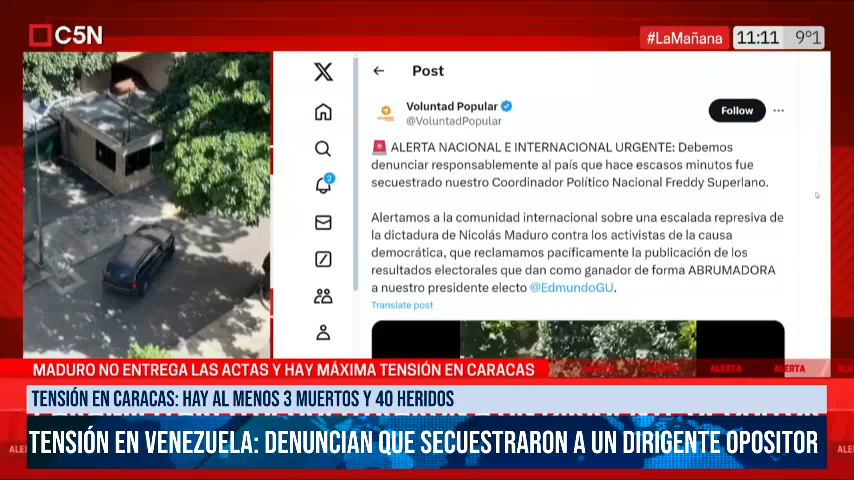 C5N
#LaMañana
11:11
9°1
Post
Voluntad Popular
@VoluntadPopular
Follow
2
🚨 ALERTA NACIONAL E INTERNACIONAL URGENTE: Debemos
denunciar responsablemente al país que hace escasos minutos fue
secuestrado nuestro Coordinador Político Nacional Freddy Superlano.
Alertamos a la comunidad internacional sobre una escalada represiva de
la dictadura de Nicolás Maduro contra los activistas de la causa
democrática, que reclamamos pacíficamente la publicación de los
resultados electorales que dan como ganador de forma ABRUMADORA
a nuestro presidente electo @EdmundoGU.
Translate post
MADURO NO ENTREGA LAS ACTAS Y HAY MÁXIMA TENSIÓN EN CARACAS
ALERTA
ALERTA
TENSIÓN EN CARACAS: HAY AL MENOS 3 MUERTOS Y 40 HERIDOS
TENSIÓN EN VENEZUELA: DENUNCIAN QUE SECUESTRARON A UN DIRIGENTE OPOSITOR